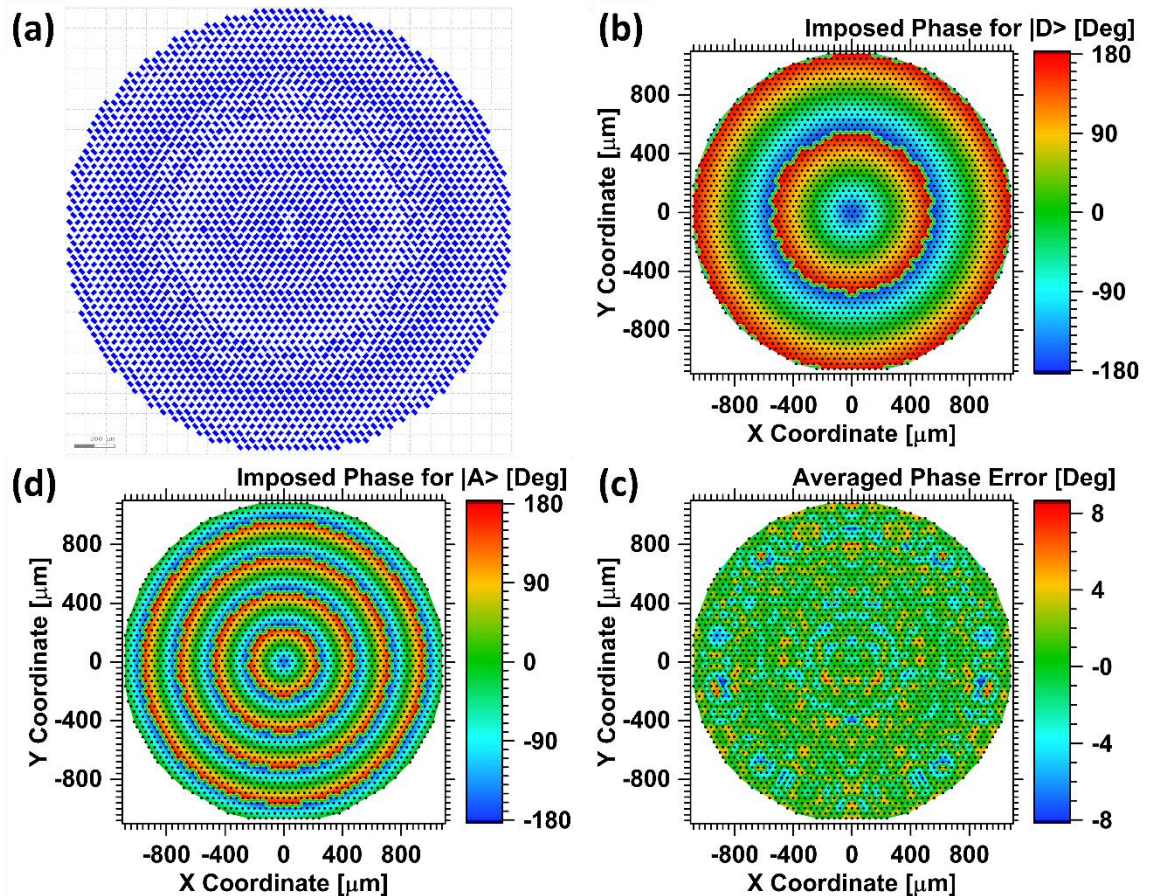 (a)
200 μm
(b)
Imposed Phase for |D> [Deg]
Y Coordinate [μm]
800
400
0
-400
-800
-800 -400 0 400 800
X Coordinate [μm]
180
90
0
-90
-180
(d)
Imposed Phase for |A> [Deg]
Y Coordinate [μm]
800
400
0
-400
-800
-800 -400 0 400 800
X Coordinate [μm]
180
90
0
-90
-180
(c)
Averaged Phase Error [Deg]
Y Coordinate [μm]
800
400
0
-400
-800
-800 -400 0 400 800
X Coordinate [μm]
8
4
-0
-4
-8